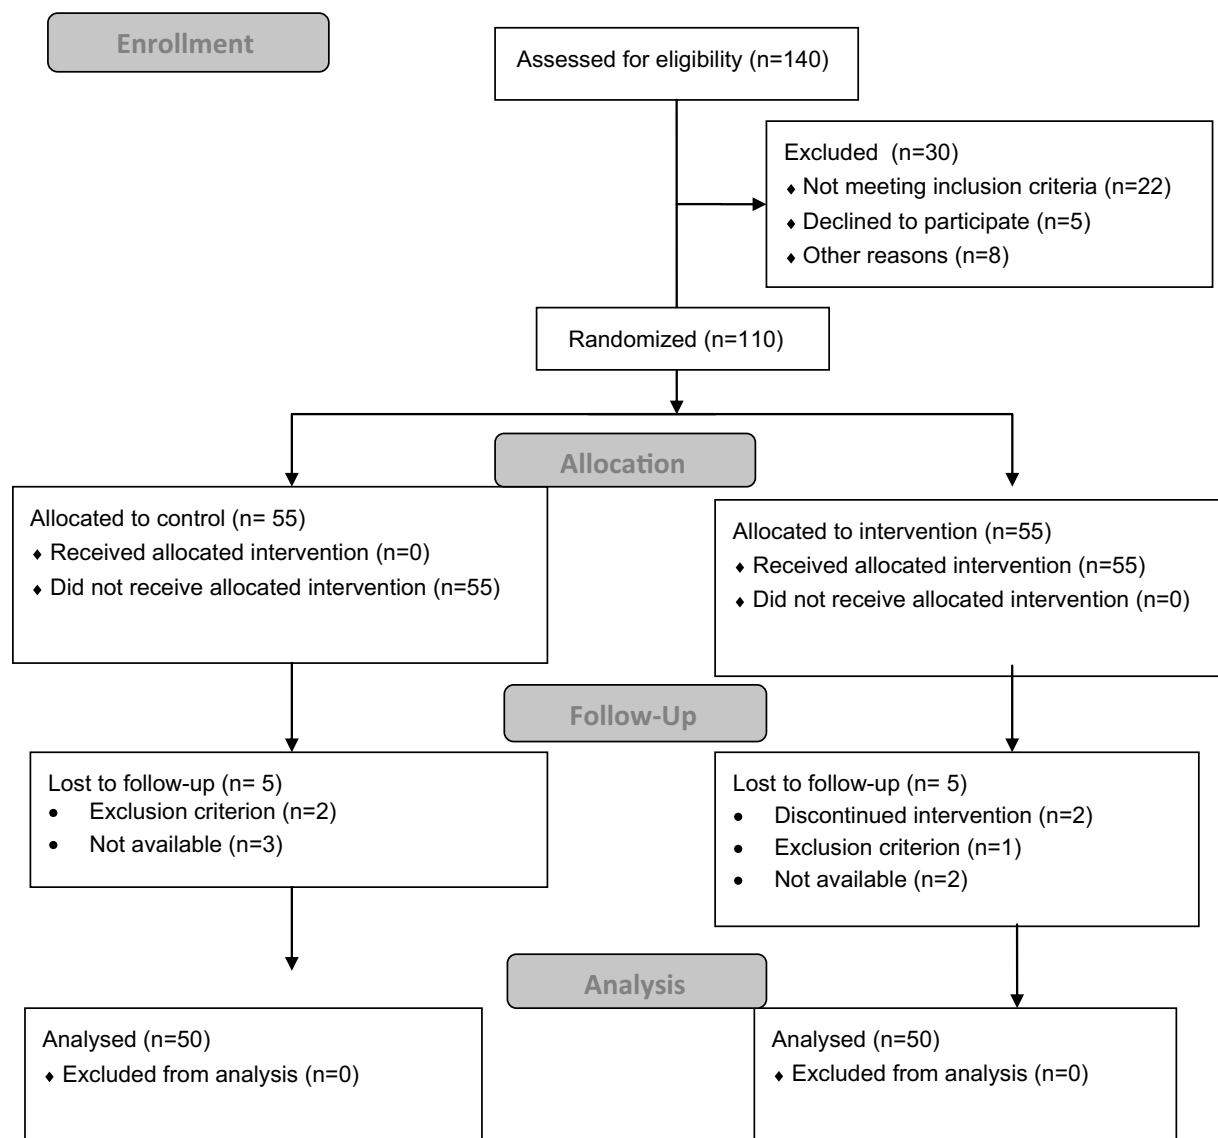 Enrollment
Assessed for eligibility (n=140)
Excluded  (n=30)
♦ Not meeting inclusion criteria (n=22)
♦ Declined to participate (n=5)
♦ Other reasons (n=8)
Randomized (n=110)
Allocation
Allocated to control (n= 55)
♦ Received allocated intervention (n=0)
♦ Did not receive allocated intervention (n=55)
Allocated to intervention (n=55)
♦ Received allocated intervention (n=55)
♦ Did not receive allocated intervention (n=0)
Follow-Up
Lost to follow-up (n= 5)
• Exclusion criterion (n=2)
• Not available (n=3)
Lost to follow-up (n= 5)
• Discontinued intervention (n=2)
• Exclusion criterion (n=1)
• Not available (n=2)
Analysis
Analysed (n=50)
♦ Excluded from analysis (n=0)
Analysed (n=50)
♦ Excluded from analysis (n=0)